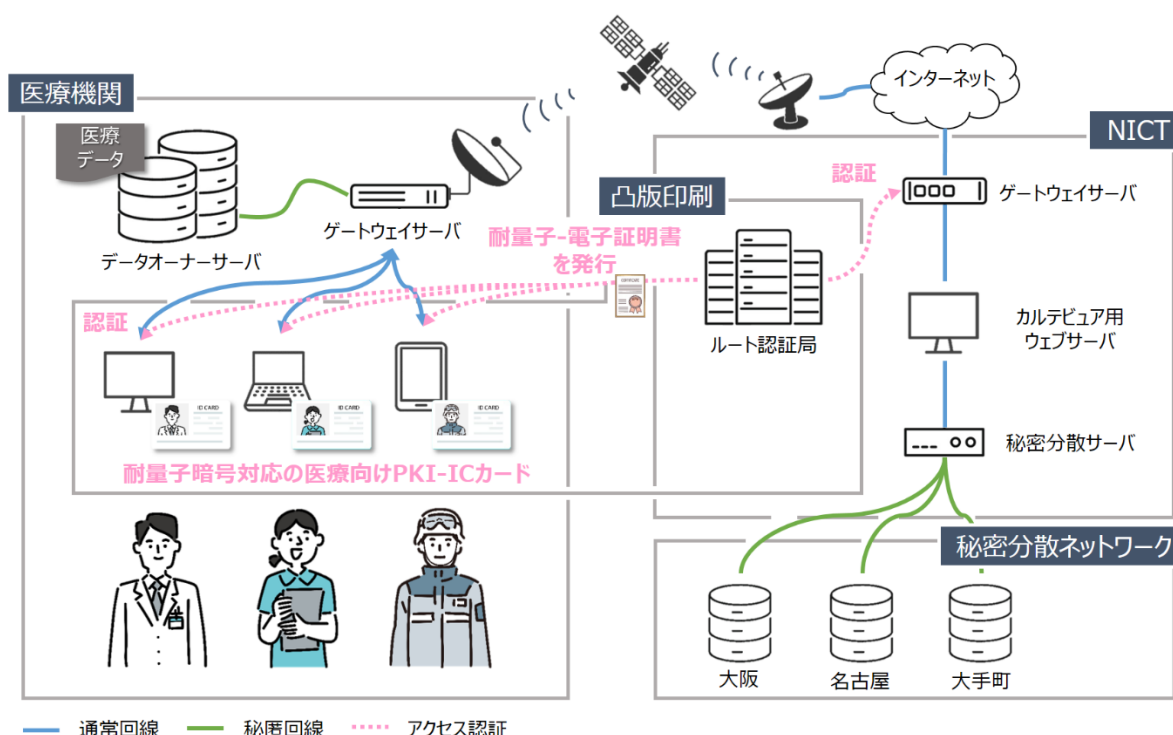 医療機関
医療
データ
データオーナーサーバ
ゲートウェイサーバ
インターネット
NICT
認証
ゲートウェイサーバ
凸版印刷
耐量子-電子証明書
を発行
ルート認証局
カルテビュア用
ウェブサーバ
認証
ID CARD
ID CARD
ID CARD
耐量子暗号対応の医療向けPKI-ICカード
秘密分散サーバ
秘密分散ネットワーク
大阪
名古屋
大手町
通常回線
秘匿回線
アクセス認証